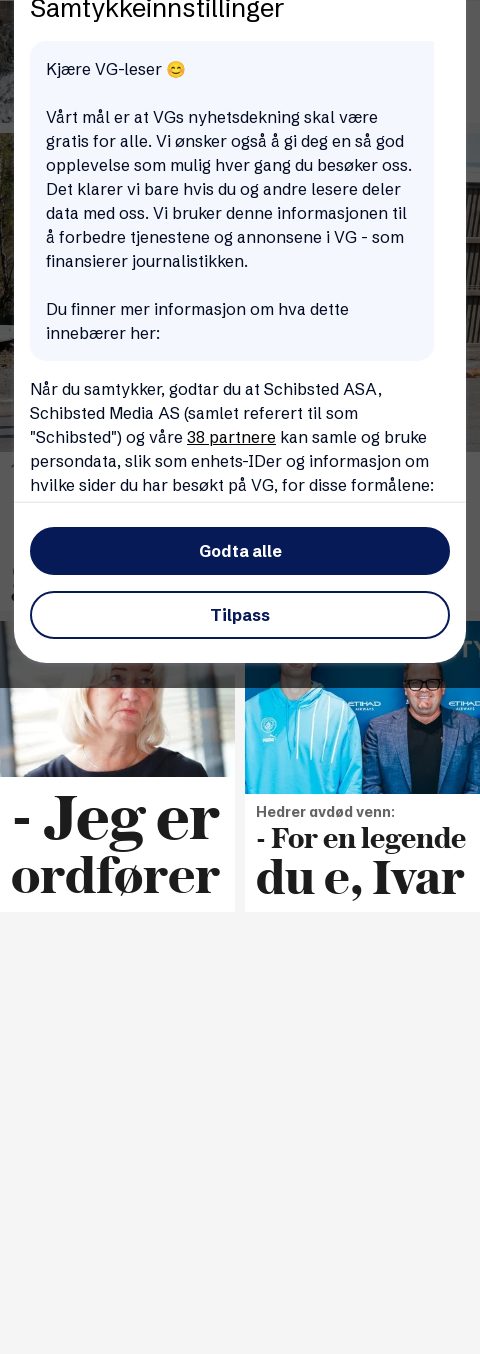 Samtykkeinnstillinger
Kjære VG-leser 😊
Vårt mål er at VGs nyhetsdekning skal være
gratis for alle. Vi ønsker også å gi deg en så god
opplevelse som mulig hver gang du besøker oss.
Det klarer vi bare hvis du og andre lesere deler
data med oss. Vi bruker denne informasjonen til
å forbedre tjenestene og annonsene i VG - som
finansierer journalistikken.
Du finner mer informasjon om hva dette
innebærer her:
Når du samtykker, godtar du at Schibsted ASA,
Schibsted Media AS (samlet referert til som
"Schibsted") og våre 38 partnere kan samle og bruke
persondata, slik som enhets-IDer og informasjon om
hvilke sider du har besøkt på VG, for disse formålene:
Godta alle
Tilpass
ETIHAD
AIRWAYS
ETIHAD
AIRWAYS
- Jeg er
ordfører
Hedrer avdød venn:
- For en legende
du e, Ivar